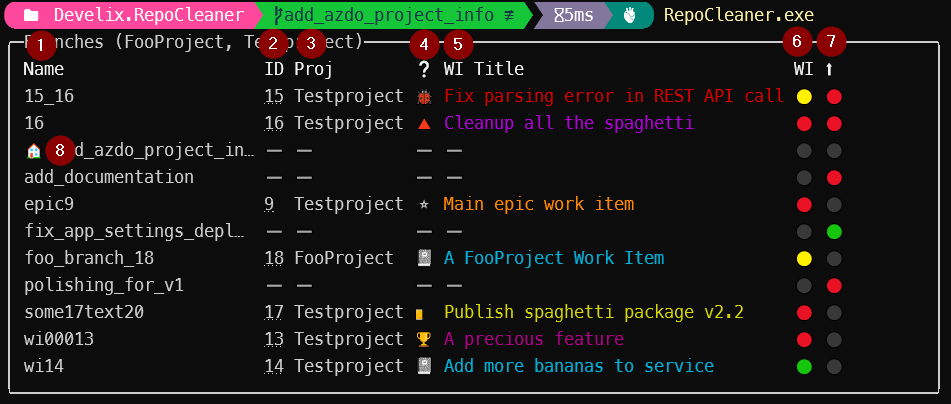 Develix.RepoCleaner add_azdo_project_info ≢ 85ms RepoCleaner.exe
(FooProject,
1 2 3 4 5 6 7
Name ID Proj ? WI Title WI ↑
15_16 15 Testproject Fix parsing error in REST API call
16 16 Testproject Cleanup all the spaghetti
8 d_azdo_project_in… — — — —
add_documentation — — — —
epic9 9 Testproject Main epic work item
fix_app_settings_depl… — — — —
foo_branch_18 18 FooProject A FooProject Work Item
polishing_for_v1 — — — —
some17text20 17 Testproject Publish spaghetti package v2.2
wi00013 13 Testproject A precious feature
wi14 14 Testproject Add more bananas to service